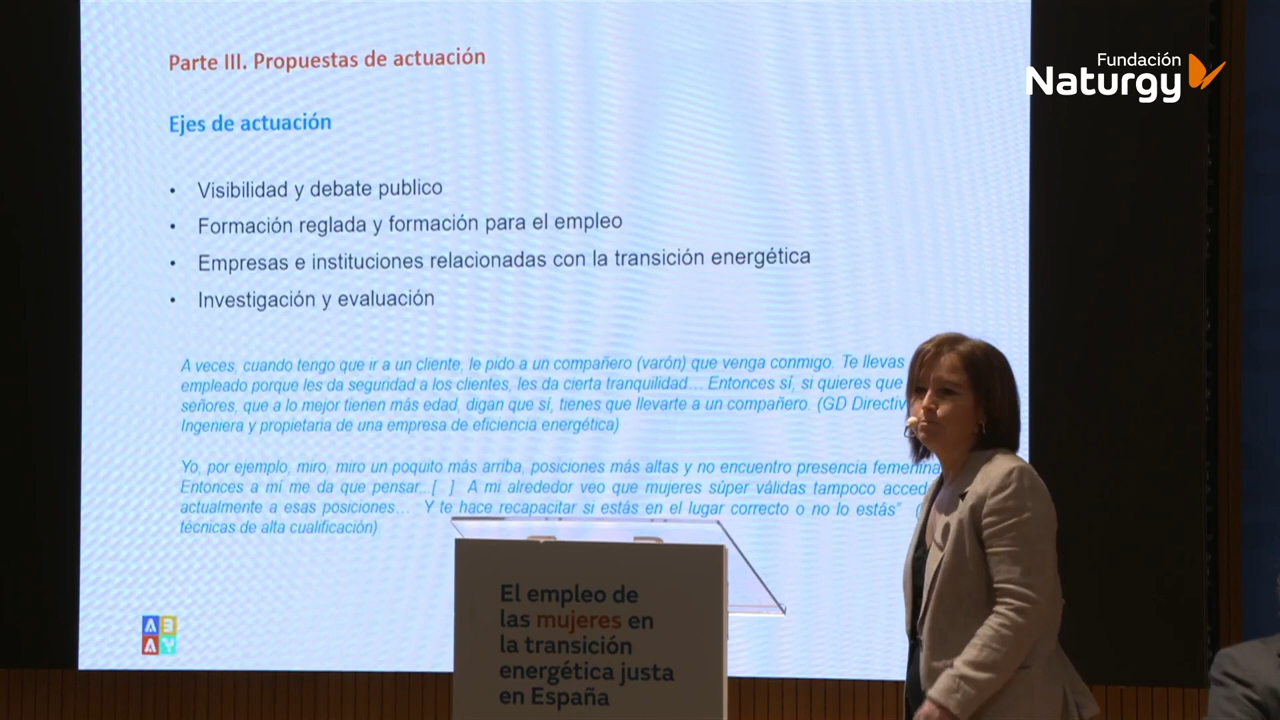 Parte III. Propuestas de actuación
Fundación
Naturgy
Ejes de actuación
• Visibilidad y debate publico
• Formación reglada y formación para el empleo
• Empresas e instituciones relacionadas con la transición energética
• Investigación y evaluación
A veces, cuando tengo que ir a un cliente, le pido a un compañero (varón) que venga conmigo. Te llevas
empleado porque les da seguridad a los clientes, les da cierta tranquilidad... Entonces sí, si quieres que
señores, que a lo mejor tienen más edad, digan que sí, tienes que llevarte a un compañero. (GD Directiv
Ingeniera y propietaria de una empresa de eficiencia energética)
Yo, por ejemplo, miro, miro un poquito más arriba, posiciones más altas y no encuentro presencia femenina
Entonces a mí me da que pensar...[ ] A mi alrededor veo que mujeres súper válidas tampoco acced
actualmente a esas posiciones... Y te hace recapacitar si estás en el lugar correcto o no lo estás" (
técnicas de alta cualificación)
ABAY
El empleo de
las mujeres en
la transición
energética justa
en España